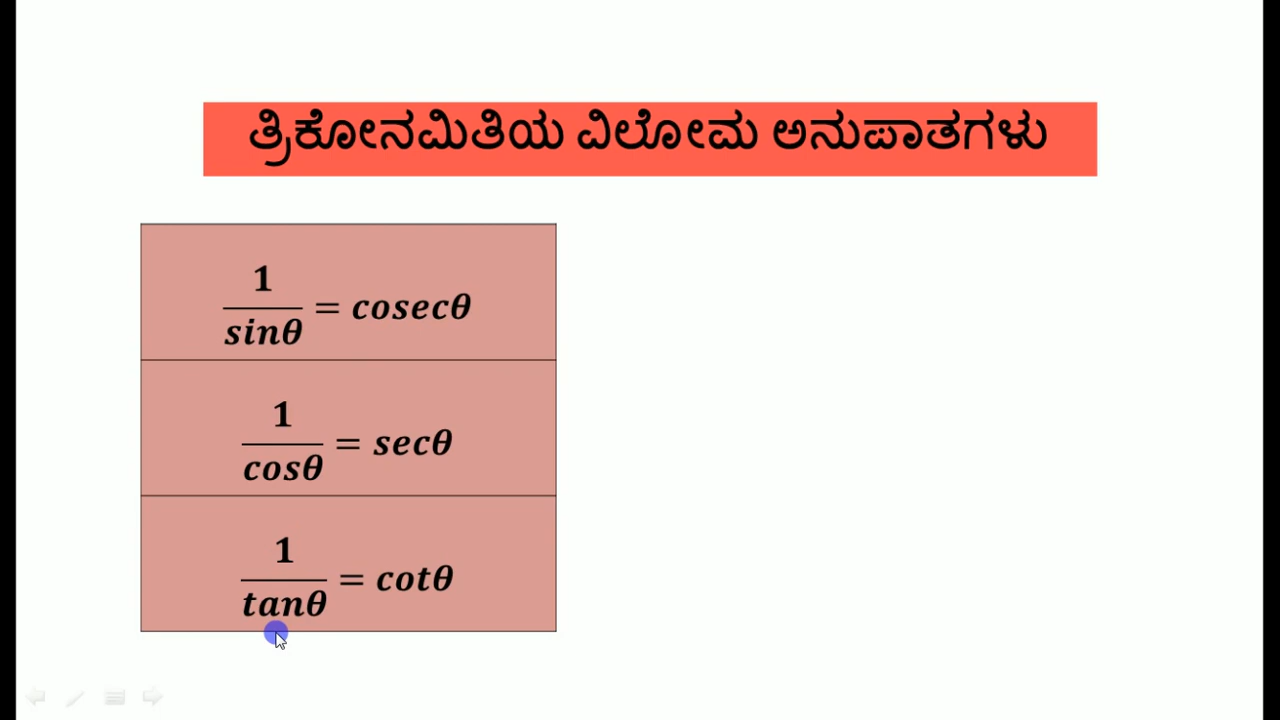 ತ್ರಿಕೋನಮಿತಿಯ ವಿಲೋಮ ಅನುಪಾತಗಳು
1/sinθ = cosecθ
1/cosθ = secθ
1/tanθ = cotθ